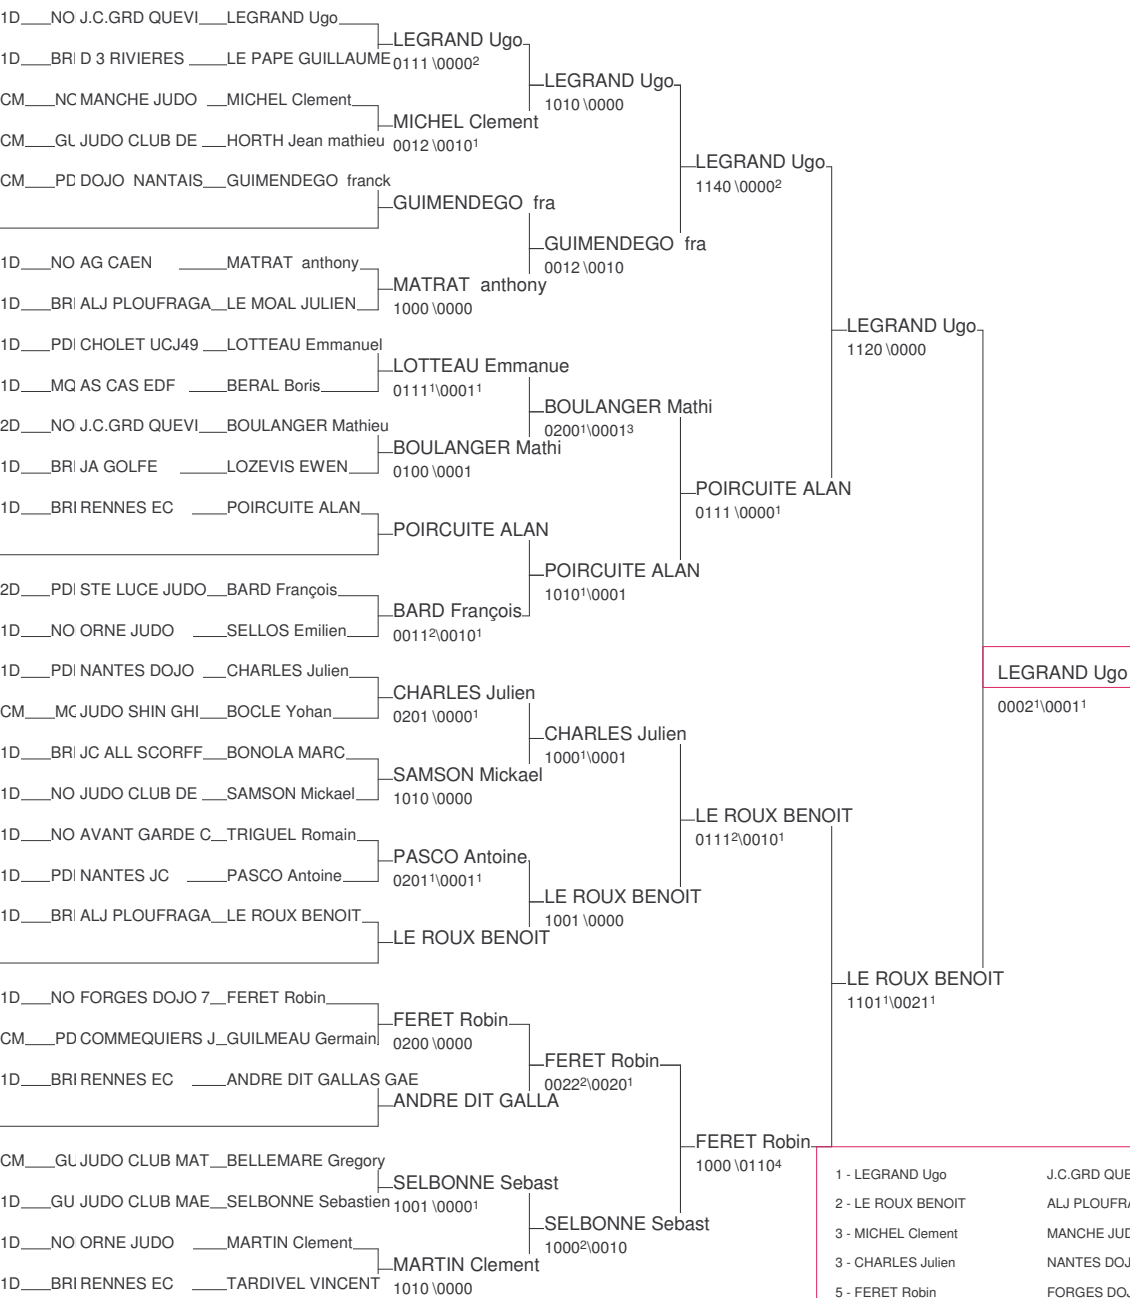 1D NO J.C.GRD QUEVI LEGRAND Ugo
LEGRAND Ugo
1D BRI D 3 RIVIERES LE PAPE GUILLAUME
0111 \0000²
LEGRAND Ugo
CM NO MANCHE JUDO MICHEL Clement
1010 \0000
MICHEL Clement
CM GU JUDO CLUB DE HORTH Jean mathieu
0012 \0010¹
LEGRAND Ugo
CM PD DOJO NANTAIS GUIMENDEGO franck
1140 \0000²
GUIMENDEGO fra
GUIMENDEGO fra
1D NO AG CAEN MATRAT anthony
0012 \0010
MATRAT anthony
1D BRI ALJ PLOUFRAGA LE MOAL JULIEN
1000 \0000
LEGRAND Ugo
1D PDI CHOLET UCJ49 LOTTEAU Emmanuel
1120 \0000
LOTTEAU Emmanue
1D MQ AS CAS EDF BERAL Boris
0111¹\0001¹
BOULANGER Mathi
2D NO J.C.GRD QUEVI BOULANGER Mathieu
0200¹\0001³
BOULANGER Mathi
1D BRI JA GOLFE LOZEVIS EWEN
0100 \0001
POIRCUITE ALAN
1D BRI RENNES EC POIRCUITE ALAN
0111 \0000¹
POIRCUITE ALAN
POIRCUITE ALAN
2D PDI STE LUCE JUDO BARD François
1010¹\0001
BARD François
1D NO ORNE JUDO SELLOS Emilien
0011²\0010¹
1D PDI NANTES DOJO CHARLES Julien
LEGRAND Ugo
CHARLES Julien
0002¹\0001¹
CM MQ JUDO SHIN GHI BOCLE Yohan
0201 \0000¹
CHARLES Julien
1D BRI JC ALL SCORFF BONOLA MARC
1000¹\0001
SAMSON Mickael
1D NO JUDO CLUB DE SAMSON Mickael
1010 \0000
LE ROUX BENOIT
1D NO AVANT GARDE C TRIGUEL Romain
0111²\0010¹
PASCO Antoine
1D PDI NANTES JC PASCO Antoine
0201¹\0001¹
LE ROUX BENOIT
1D BRI ALJ PLOUFRAGA LE ROUX BENOIT
1001 \0000
LE ROUX BENOIT
LE ROUX BENOIT
1D NO FORGES DOJO 7 FERET Robin
1101¹\0021¹
FERET Robin
CM PD COMMEQUIERS J GUILMEAU Germain
0200 \0000
FERET Robin
1D BRI RENNES EC ANDRE DIT GALLAS GAE
0022²\0020¹
ANDRE DIT GALLA
FERET Robin
CM GU JUDO CLUB MAT BELLEMARE Gregory
1000 \0110⁴
SELBONNE Sebast
1D GU JUDO CLUB MAE SELBONNE Sebastien
1001 \0000¹
SELBONNE Sebast
1D NO ORNE JUDO MARTIN Clement
1000²\0010
MARTIN Clement
1D BRI RENNES EC TARDIVEL VINCENT
1010 \0000
1 - LEGRAND Ugo J.C.GRD QUE
2 - LE ROUX BENOIT ALJ PLOUFRA
3 - MICHEL Clement MANCHE JUD
3 - CHARLES Julien NANTES DOJ
5 - FERET Robin FORGES DOJ